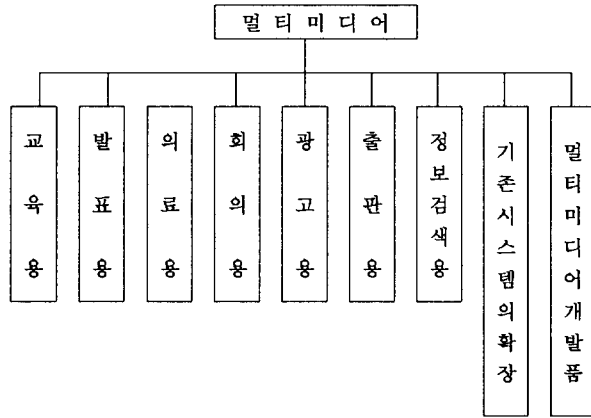 멀티미디어
교육용
발표용
의료용
회의용
광고용
출판용
정보검색용
기존시스템의확장
멀티미디어개발품